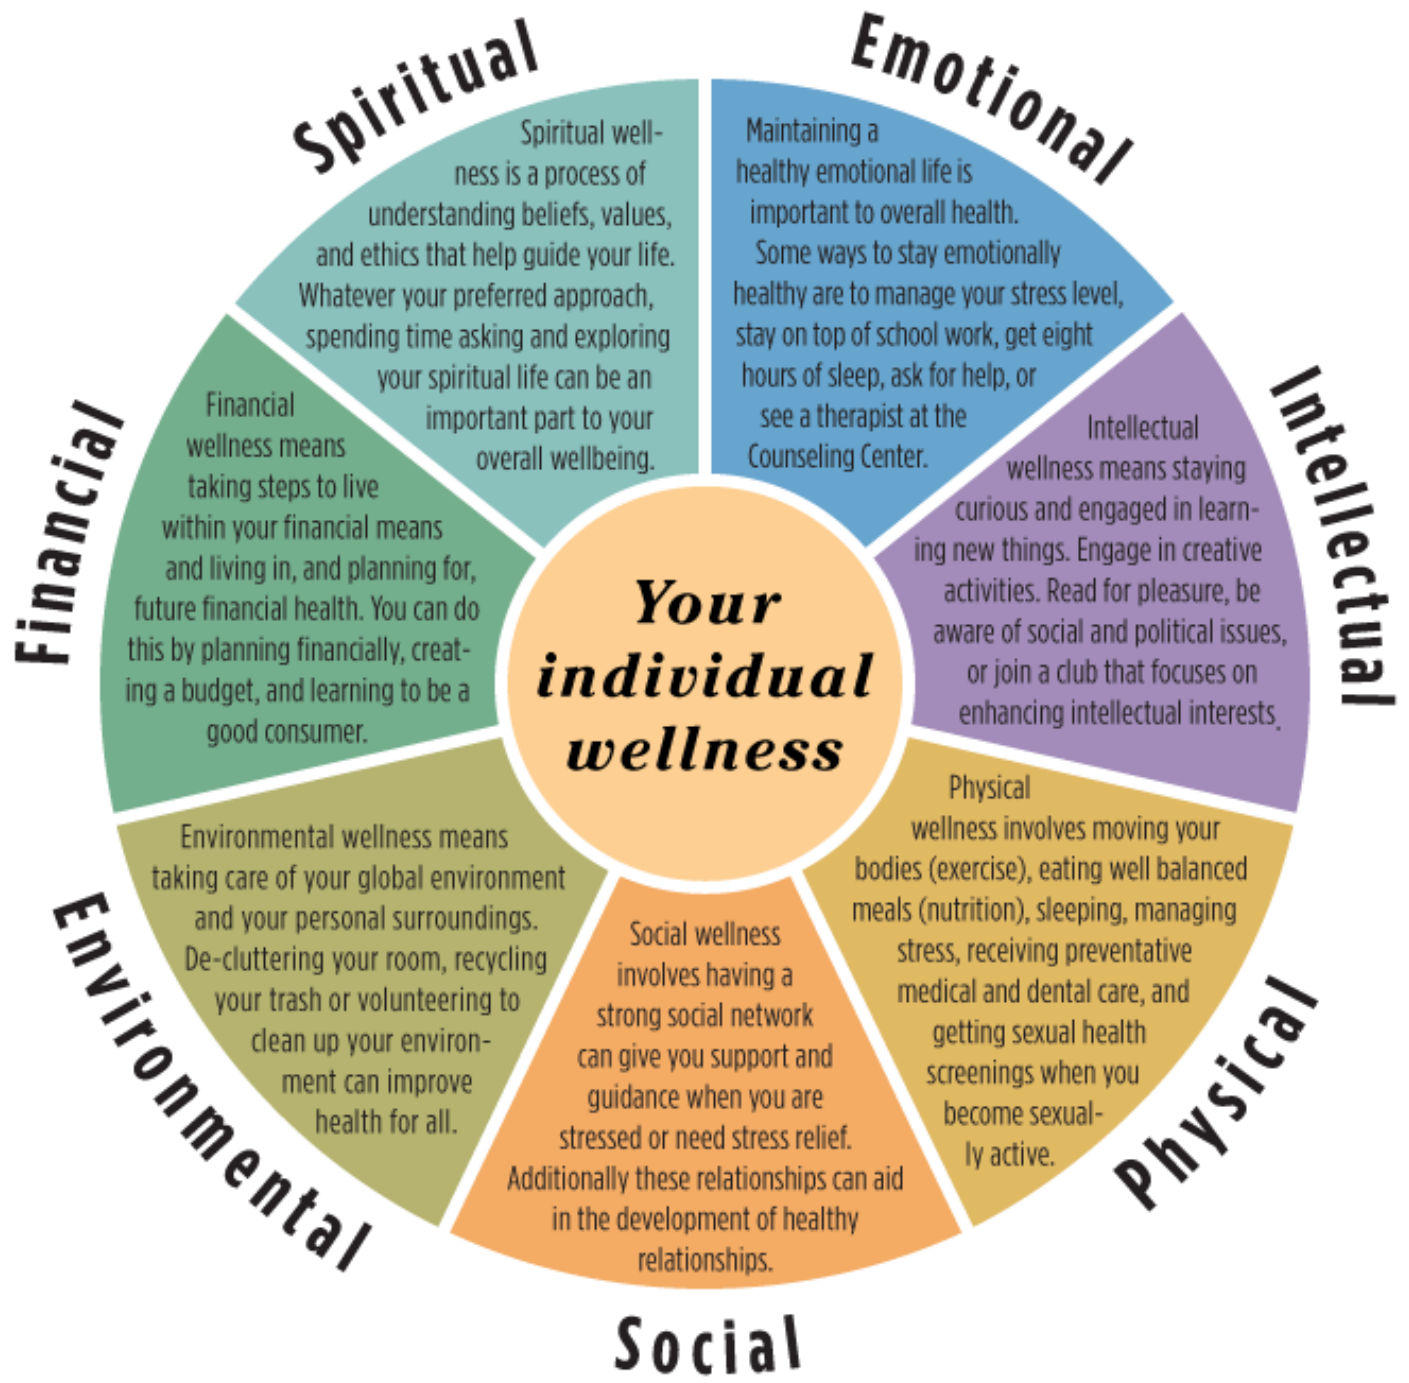 Spiritual
Spiritual well-
ness is a process of
understanding beliefs, values,
and ethics that help guide your life.
Whatever your preferred approach,
spending time asking and exploring
your spiritual life can be an
important part to your
overall wellbeing.
Emotional
Maintaining a
healthy emotional life is
important to overall health.
Some ways to stay emotionally
healthy are to manage your stress level,
stay on top of school work, get eight
hours of sleep, ask for help, or
see a therapist at the
Counseling Center.
Intellectual
Intellectual
wellness means staying
curious and engaged in learn-
ing new things. Engage in creative
activities. Read for pleasure, be
aware of social and political issues,
or join a club that focuses on
enhancing intellectual interests.
Physical
Physical
wellness involves moving your
bodies (exercise), eating well balanced
meals (nutrition), sleeping, managing
stress, receiving preventative
medical and dental care, and
getting sexual health
screenings when you
become sexual-
ly active.
Social
Social wellness
involves having a
strong social network
can give you support and
guidance when you are
stressed or need stress relief.
Additionally these relationships can aid
in the development of healthy
relationships.
Environmental
Environmental wellness means
taking care of your global environment
and your personal surroundings.
De-cluttering your room, recycling
your trash or volunteering to
clean up your environ-
ment can improve
health for all.
Financial
Financial
wellness means
taking steps to live
within your financial means
and living in, and planning for,
future financial health. You can do
this by planning financially, creat-
ing a budget, and learning to be a
good consumer.
Your
individual
wellness